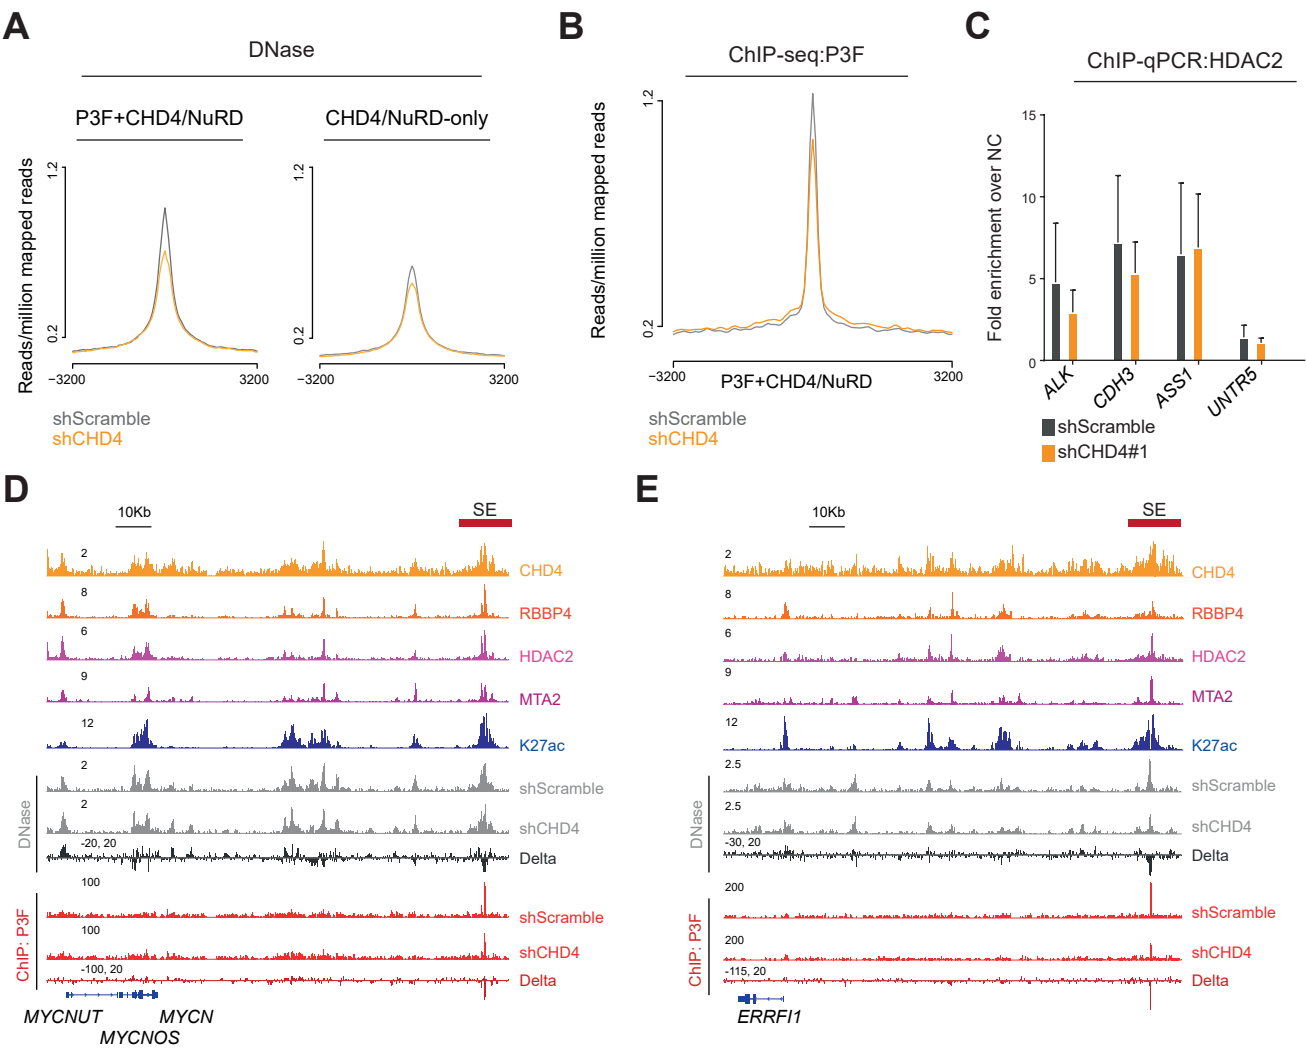 A
DNase
P3F+CHD4/NuRD
CHD4/NuRD-only
Reads/million mapped reads
1.2
0.2
−3200
3200
1.2
0.2
−3200
3200
shScramble
shCHD4
B
ChIP-seq:P3F
Reads/million mapped reads
1.2
0.2
−3200
P3F+CHD4/NuRD
3200
shScramble
shCHD4
C
ChIP-qPCR:HDAC2
Fold enrichment over NC
15
10
5
0
ALK
CDH3
ASS1
UNTR5
shScramble
shCHD4#1
D
10Kb
SE
2
CHD4
8
RBBP4
6
HDAC2
9
MTA2
12
K27ac
DNase
2
shScramble
2
shCHD4
-20, 20
Delta
ChIP: P3F
100
shScramble
100
shCHD4
-100, 20
Delta
MYCNUT
MYCN
MYCNOS
E
10Kb
SE
2
CHD4
8
RBBP4
6
HDAC2
9
MTA2
12
K27ac
DNase
2.5
shScramble
2.5
shCHD4
-30, 20
Delta
ChIP: P3F
200
shScramble
200
shCHD4
-115, 20
Delta
ERRFI1